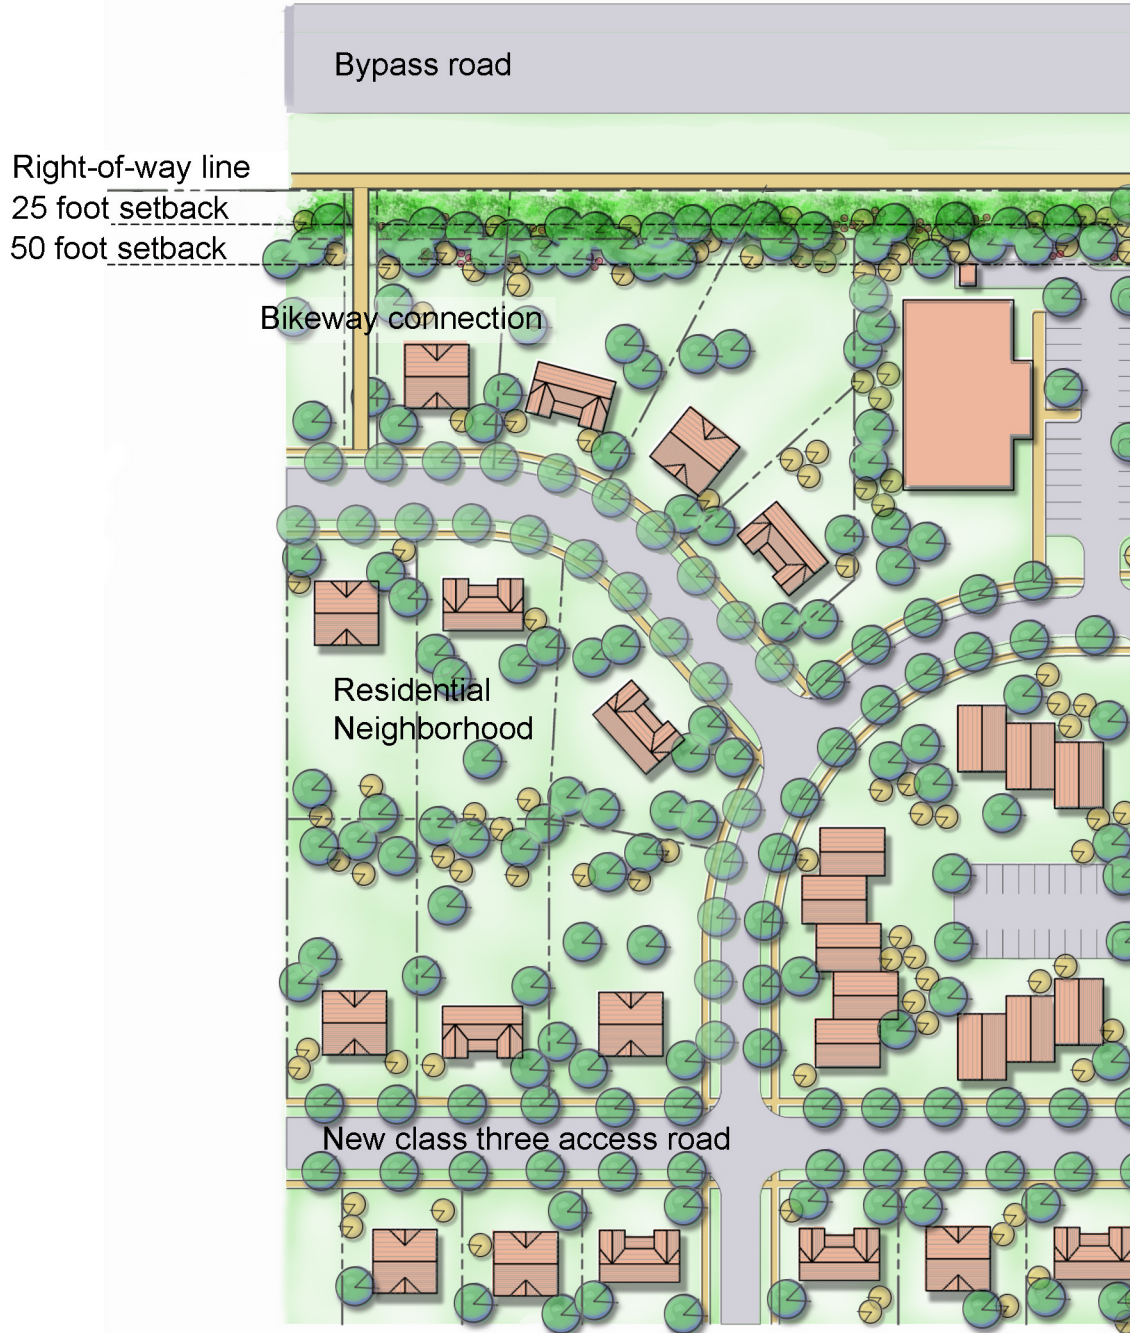 Bypass road
Right-of-way line
25 foot setback
50 foot setback
Bikeway connection
Residential
Neighborhood
New class three access road